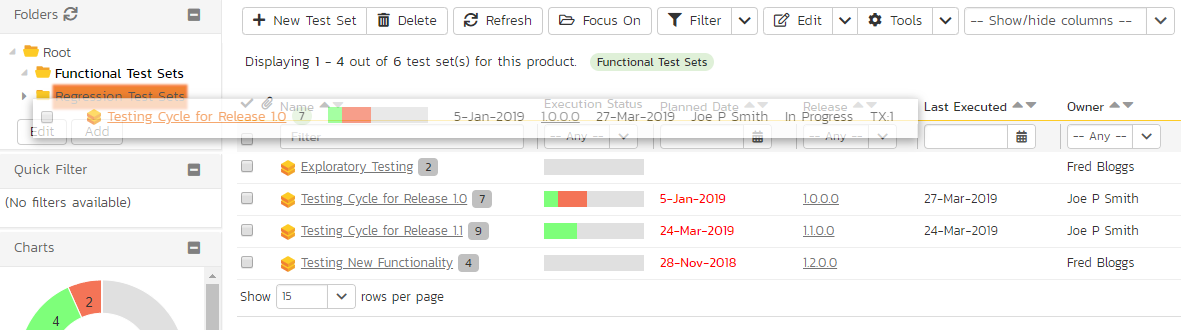 Folders
Root
Functional Test Sets
Regression Test Sets
Edit Add
Quick Filter
(No filters available)
Charts
2
4
New Test Set Delete Refresh Focus On Filter Edit Tools -- Show/hide columns --
Displaying 1 - 4 out of 6 test set(s) for this product. Functional Test Sets
Name Execution Status Planned Date Release Last Executed Owner
Testing Cycle for Release 1.0 7 5-Jan-2019 1.0.0.0 27-Mar-2019 Joe P Smith In Progress TX:1
Filter -- Any -- -- Any -- -- Any --
Exploratory Testing 2 Fred Bloggs
Testing Cycle for Release 1.0 7 5-Jan-2019 1.0.0.0 27-Mar-2019 Joe P Smith
Testing Cycle for Release 1.1 9 24-Mar-2019 1.1.0.0 24-Mar-2019 Joe P Smith
Testing New Functionality 4 28-Nov-2018 1.2.0.0 Fred Bloggs
Show 15 rows per page